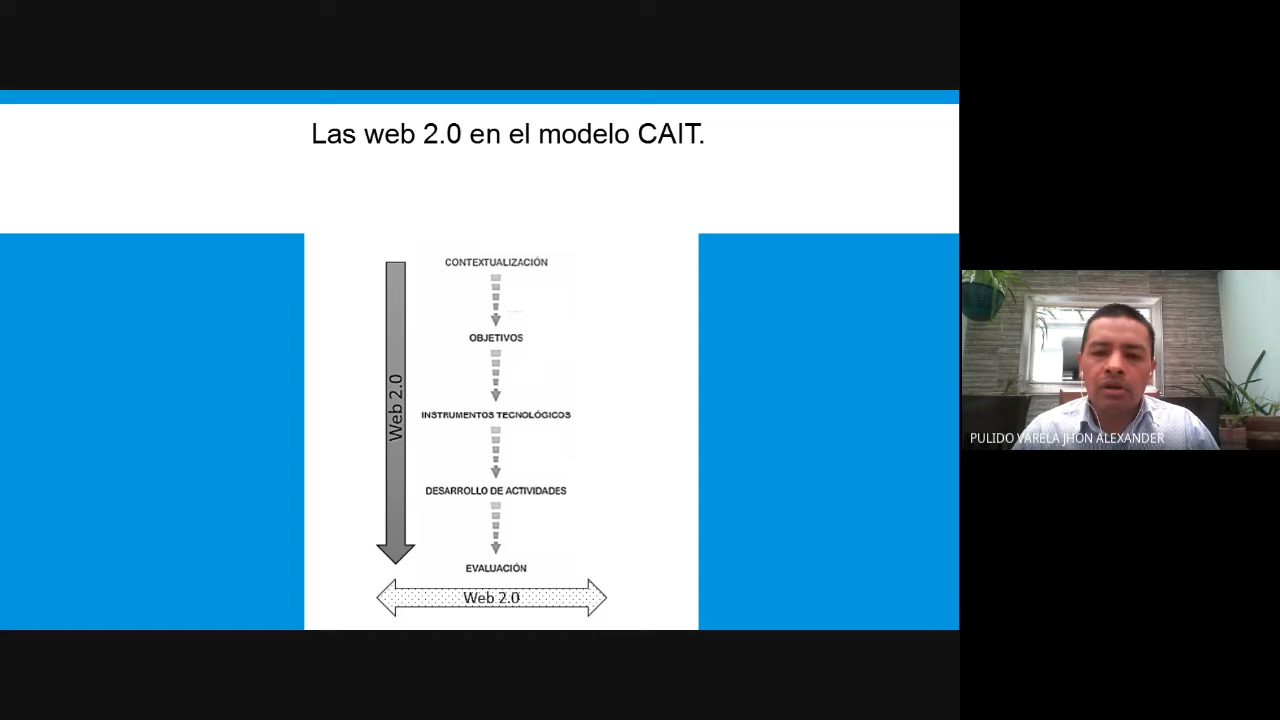 Las web 2.0 en el modelo CAIT.
CONTEXTUALIZACIÓN
OBJETIVOS
Web 2.0
INSTRUMENTOS TECNOLÓGICOS
DESARROLLO DE ACTIVIDADES
EVALUACIÓN
Web 2.0
PULIDO VARELA JHON ALEXANDER